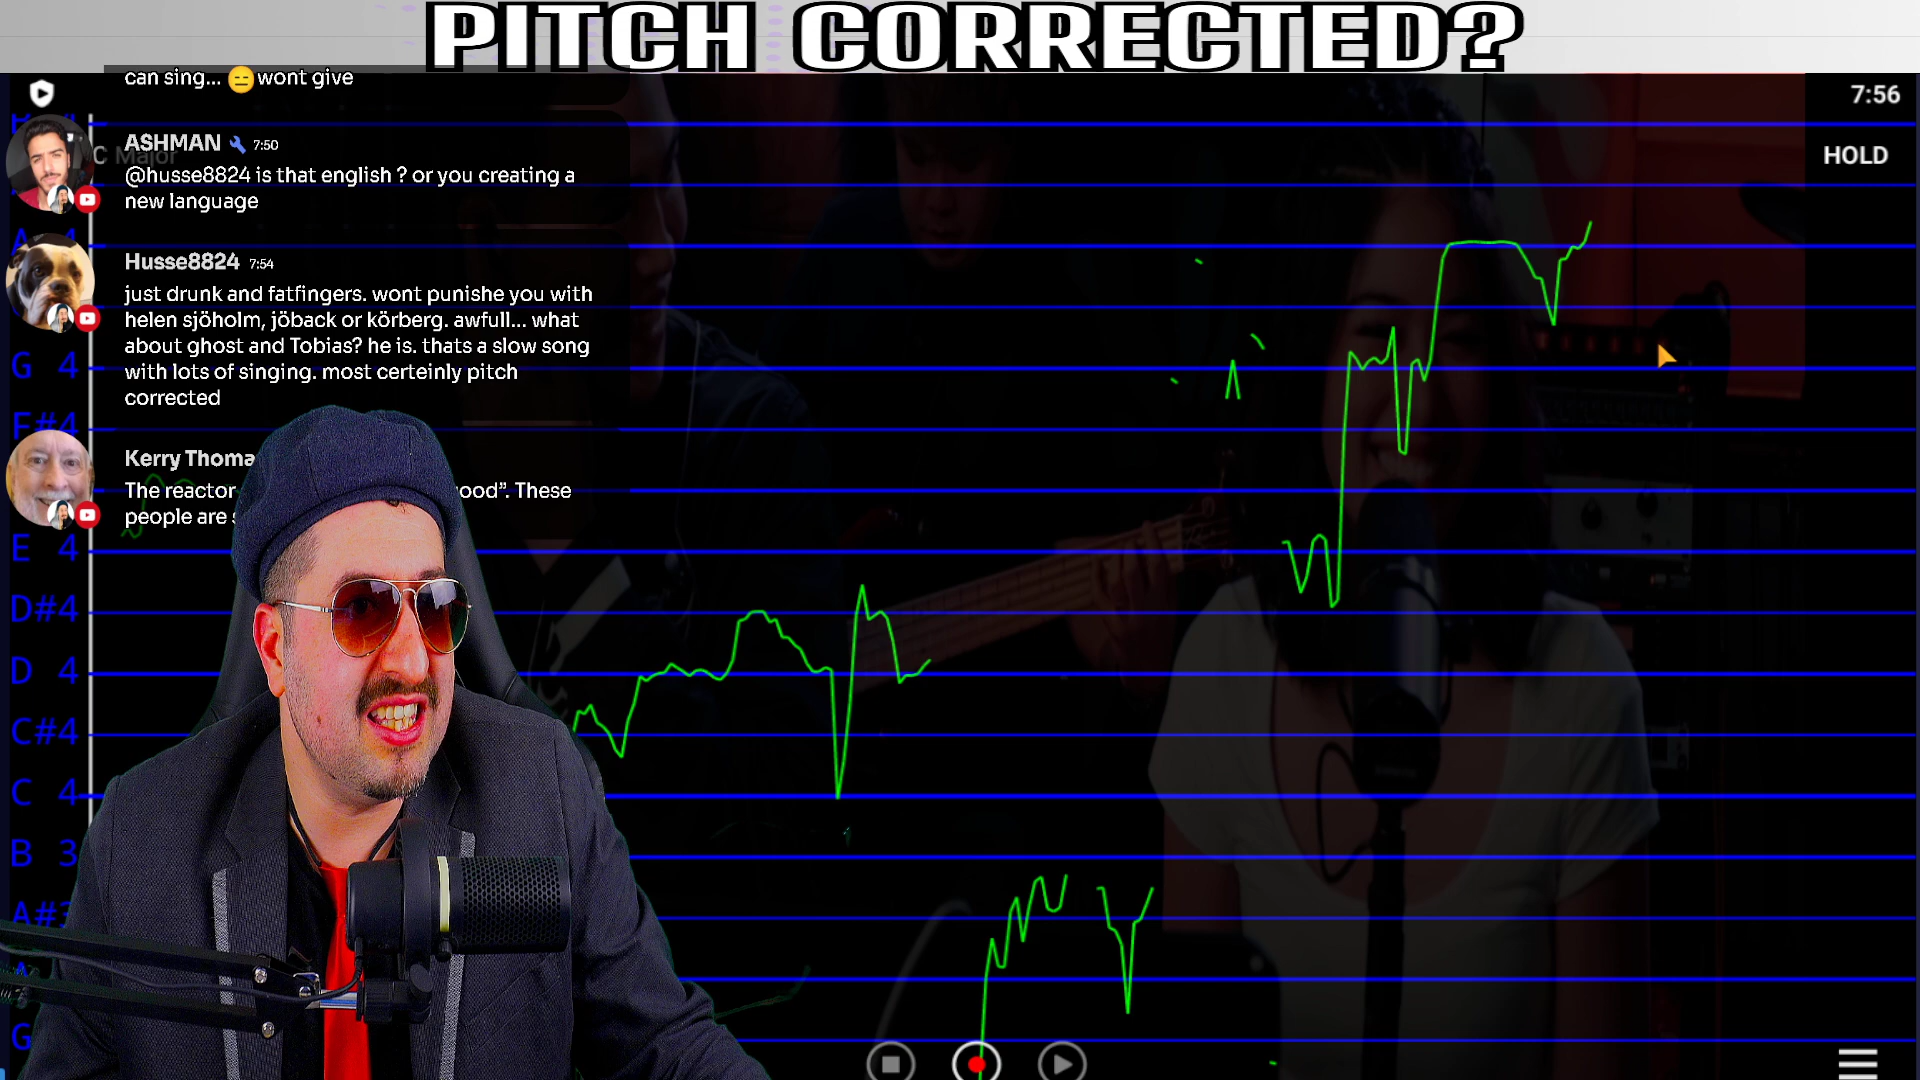 PITCH CORRECTED?
can sing... 😑 wont give
7:56
C Major
HOLD
ASHMAN 7:50
@husse8824 is that english ? or you creating a
new language
Husse8824 7:54
just drunk and fatfingers. wont punishe you with
helen sjöholm, jöback or körberg. awfull... what
about ghost and Tobias? he is. thats a slow song
with lots of singing. most certeinly pitch
corrected
Kerry Thoma
The reactor ood". These
people are s
G 4
F#4
E 4
D#4
D 4
C#4
C 4
B 3
A#3
G